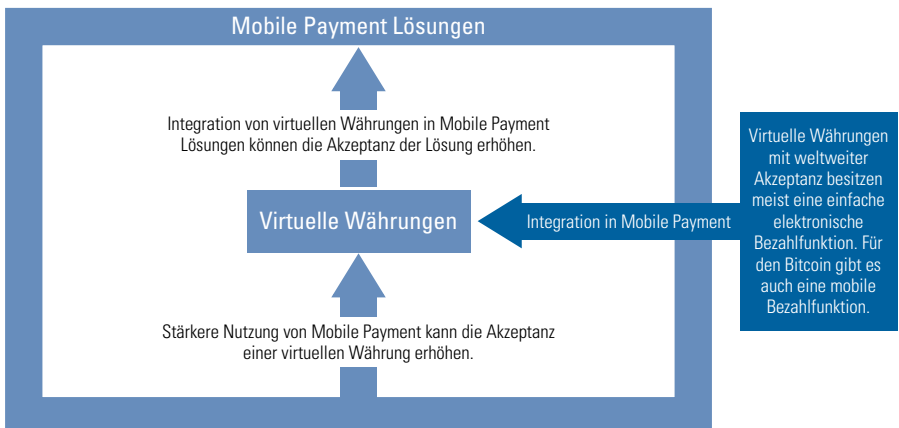 Mobile Payment Lösungen
Integration von virtuellen Währungen in Mobile Payment
Lösungen können die Akzeptanz der Lösung erhöhen.
Virtuelle Währungen
Integration in Mobile Payment
Virtuelle Währungen
mit weltweiter
Akzeptanz besitzen
meist eine einfache
elektronische
Bezahlfunktion. Für
den Bitcoin gibt es
auch eine mobile
Bezahlfunktion.
Stärkere Nutzung von Mobile Payment kann die Akzeptanz
einer virtuellen Währung erhöhen.